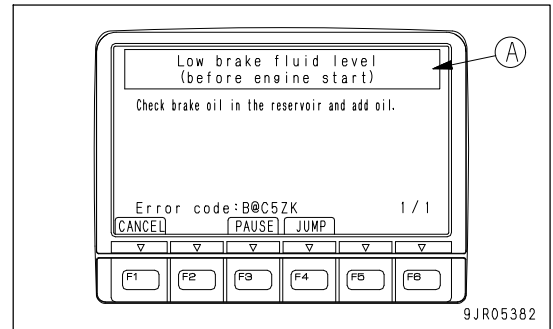 Low brake fluid level
(before engine start)
A
Check brake oil in the reservoir and add oil.
Error code:B@C5ZK 1/1
CANCEL PAUSE JUMP
F1 F2 F3 F4 F5 F6
9JR05382